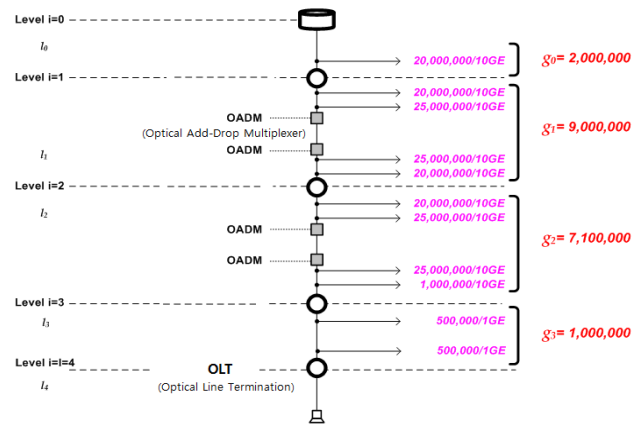 Level i=0
l0
20,000,000/10GE
g0= 2,000,000
Level i=1
20,000,000/10GE
25,000,000/10GE
OADM
(Optical Add-Drop Multiplexer)
g1= 9,000,000
OADM
l1
25,000,000/10GE
20,000,000/10GE
Level i=2
l2
20,000,000/10GE
25,000,000/10GE
OADM
g2= 7,100,000
OADM
25,000,000/10GE
1,000,000/10GE
Level i=3
l3
500,000/1GE
g3= 1,000,000
500,000/1GE
Level i=l=4
OLT
l4
(Optical Line Termination)